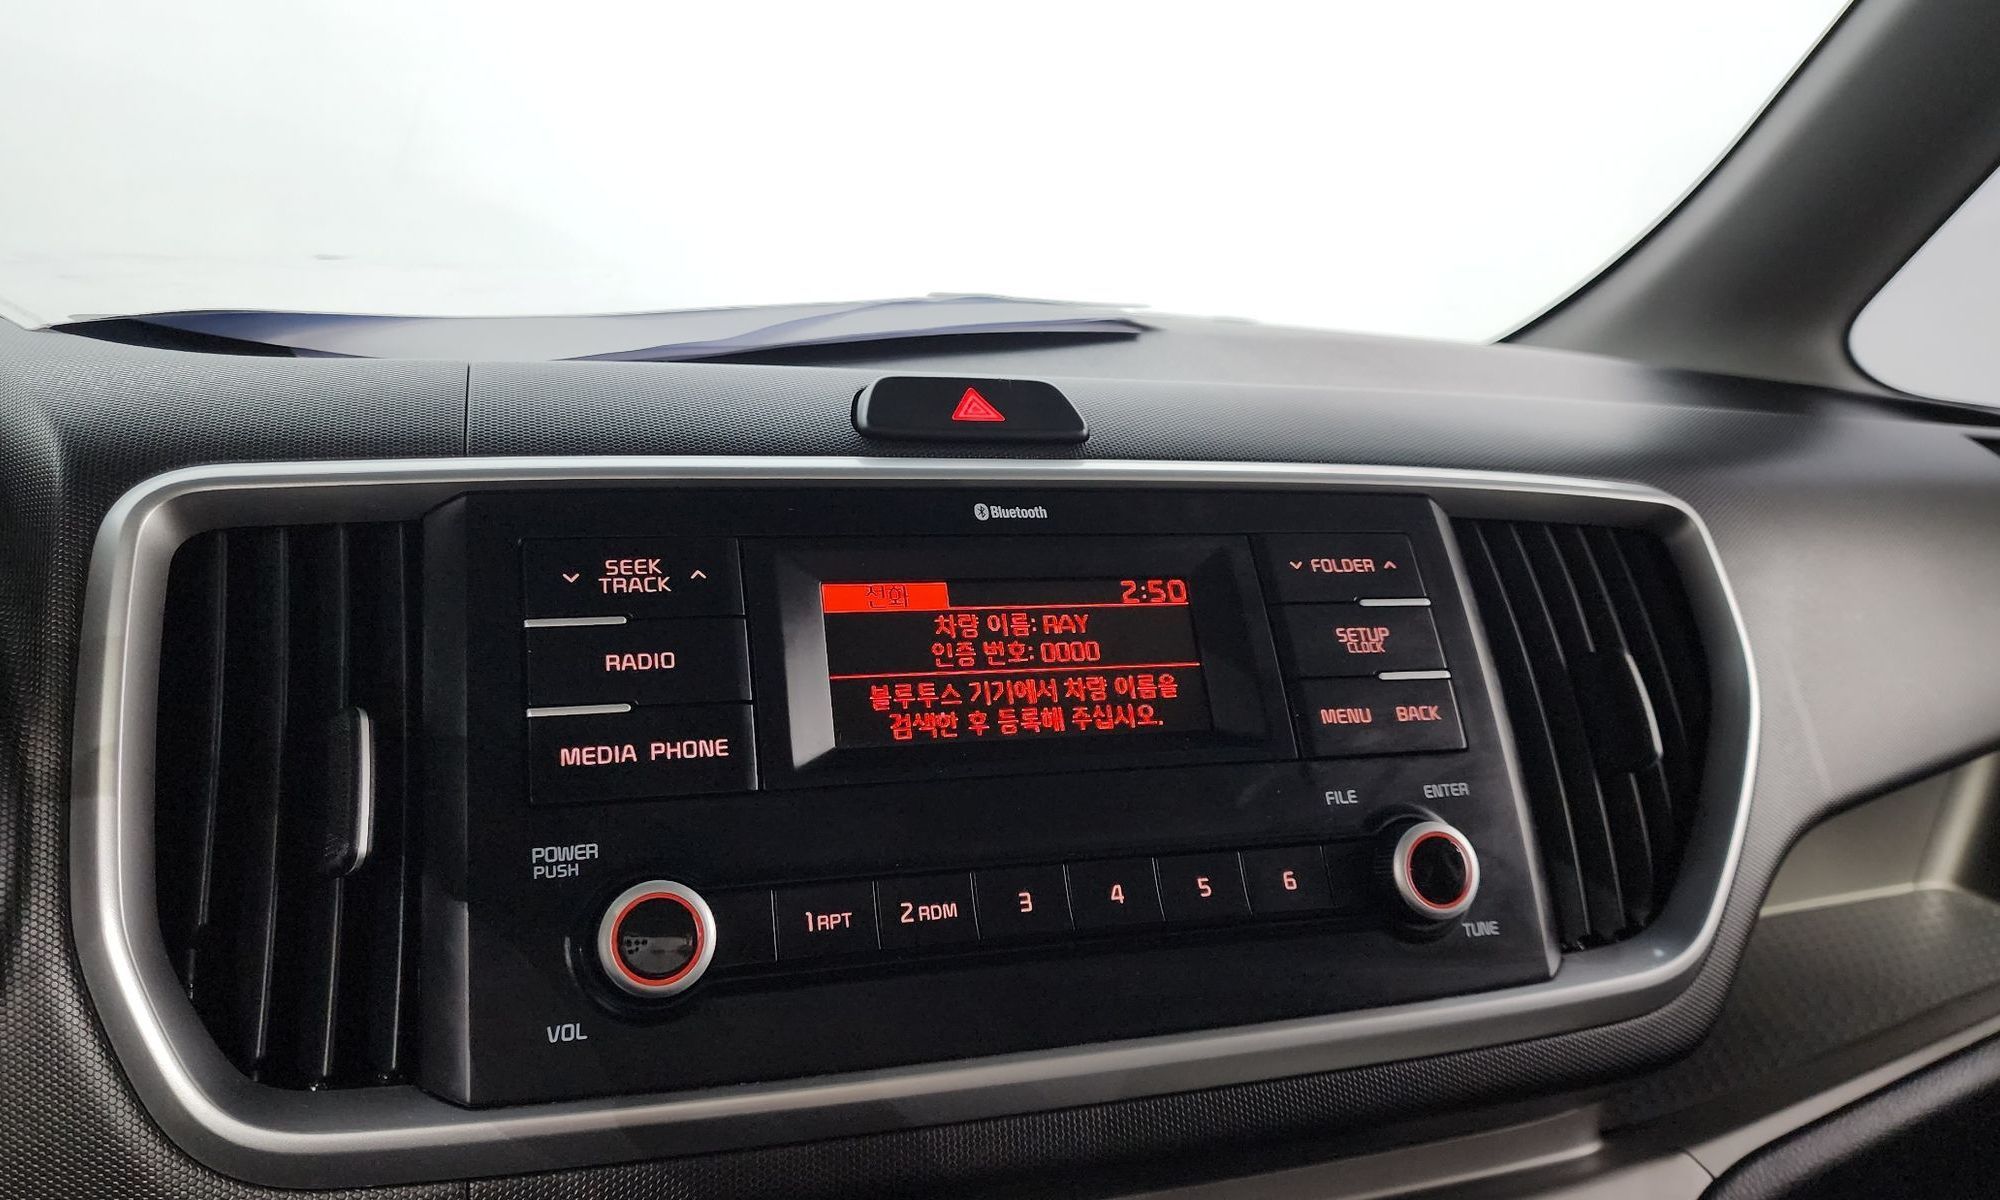 Bluetooth
SEEK
TRACK
RADIO
MEDIA PHONE
전화 2:50
차량 이름: RAY
인증 번호: 0000
블루투스 기기에서 차량 이름을
검색한 후 등록해 주십시오.
FOLDER
SETUP
CLOCK
MENU BACK
POWER
PUSH
VOL
1 RPT
2 RDM
3
4
5
6
FILE
ENTER
TUNE